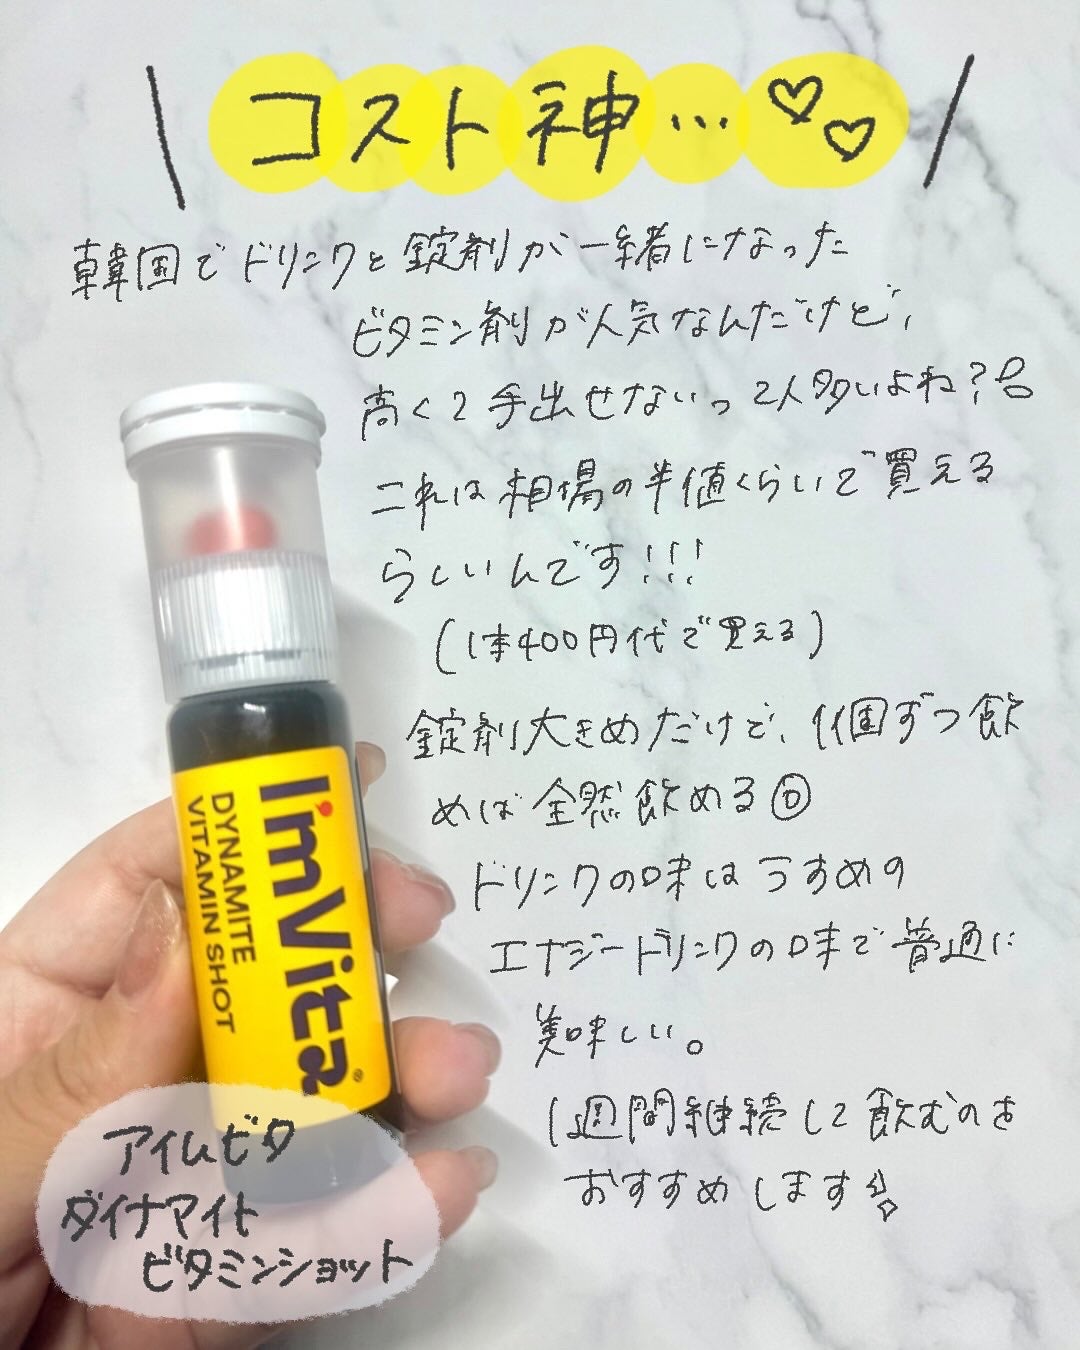 \ コスト神…♡♡ /
韓国でドリンクと錠剤が一緒になった
ビタミン剤が人気なんだけど、
高くて手出せないって人多いよね?
これは相場の半値くらいで買える
らしいんです!!!
(1本400円代で買える)
錠剤大きめだけど、1個ずつ飲
めば全然飲める
ドリンクの味はうすめの
エナジードリンクの味で普通に
美味しい。
1週間継続して飲むのを
おすすめします
I'mVita®
DYNAMITE
VITAMIN SHOT
アイムビタ
ダイナマイト
ビタミンショット